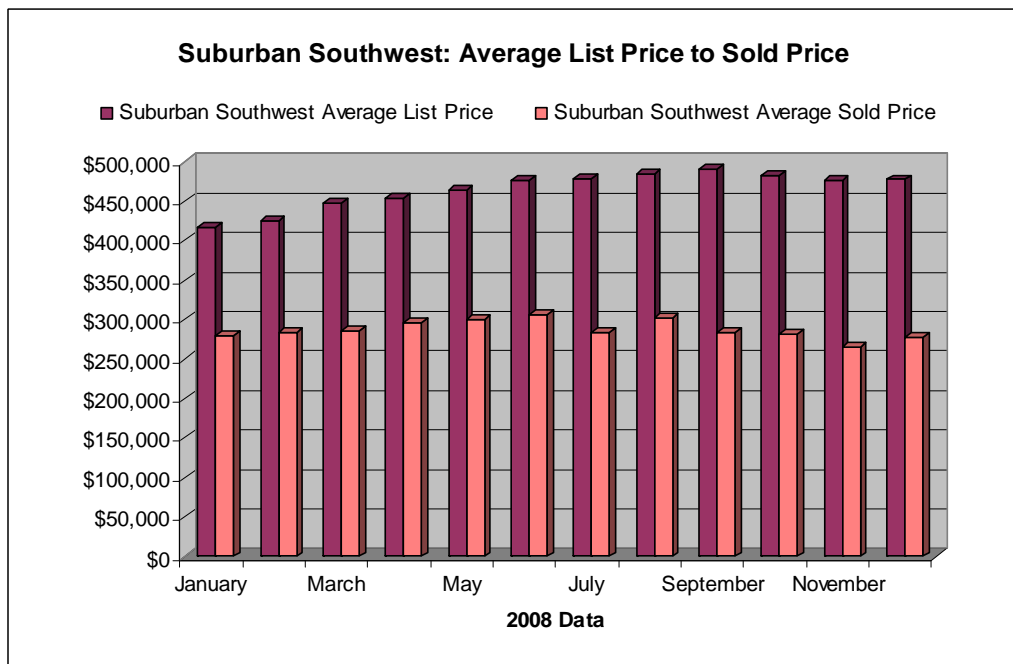 Suburban Southwest: Average List Price to Sold Price
Suburban Southwest Average List Price Suburban Southwest Average Sold Price
$500,000
$450,000
$400,000
$350,000
$300,000
$250,000
$200,000
$150,000
$100,000
$50,000
$0
January March May July September November
2008 Data